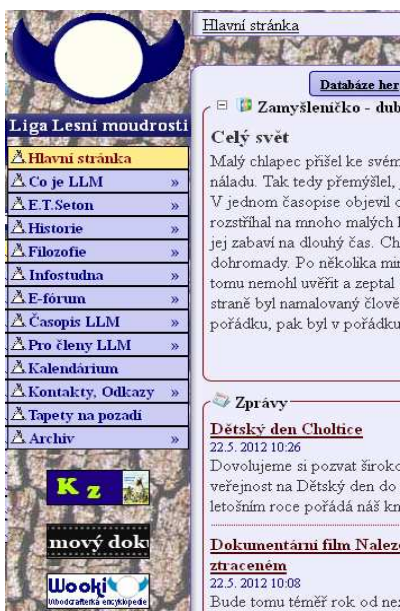 Hlavní stránka
Liga Lesní moudrosti
Hlavní stránka
Co je LLM »
E.T.Seton »
Historie »
Filozofie »
Infostudna »
E-fórum »
Časopis LLM »
Pro členy LLM »
Kalendárium
Kontakty, Odkazy »
Tapety na pozadí
Archiv »
K z
mový dok
Wooki
Woodcrafterká encyklopedie
Databáze her
Zamyšleníčko - dub
Celý svět
Malý chlapec přišel ke svém
náladu. Tak tedy přemýšlel,
V jednom časopise objevil
rozstříhal na mnoho malých
jej zabaví na dlouhý čas. Ch
dohromady. Po několika min
tomu nemohl uvěřit a zeptal
straně byl namalovaný člově
pořádku, pak byl v pořádku
Zprávy
Dětský den Choltice
22.5. 2012 10:26
Dovolujeme si pozvat široko
veřejnost na Dětský den do
letošním roce pořádá náš km
Dokumentární film Naleze
ztraceném
22.5. 2012 10:08
Bude tomu téměř rok od ne